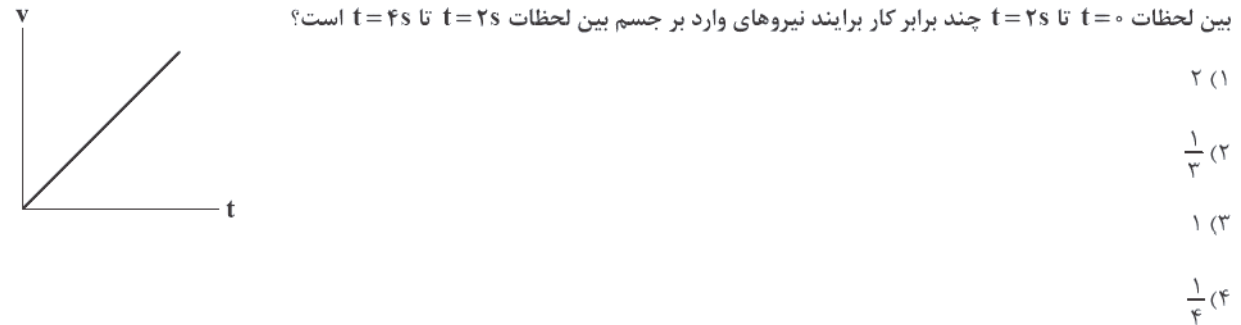 بین لحظات t = ۰ تا t = ۲s چند برابر کار برایند نیروهای وارد بر جسم بین لحظات t = ۲s تا t = ۴s است؟
v
t
۱) ۲
۲) ۱/۳
۳) ۱
۴) ۱/۴